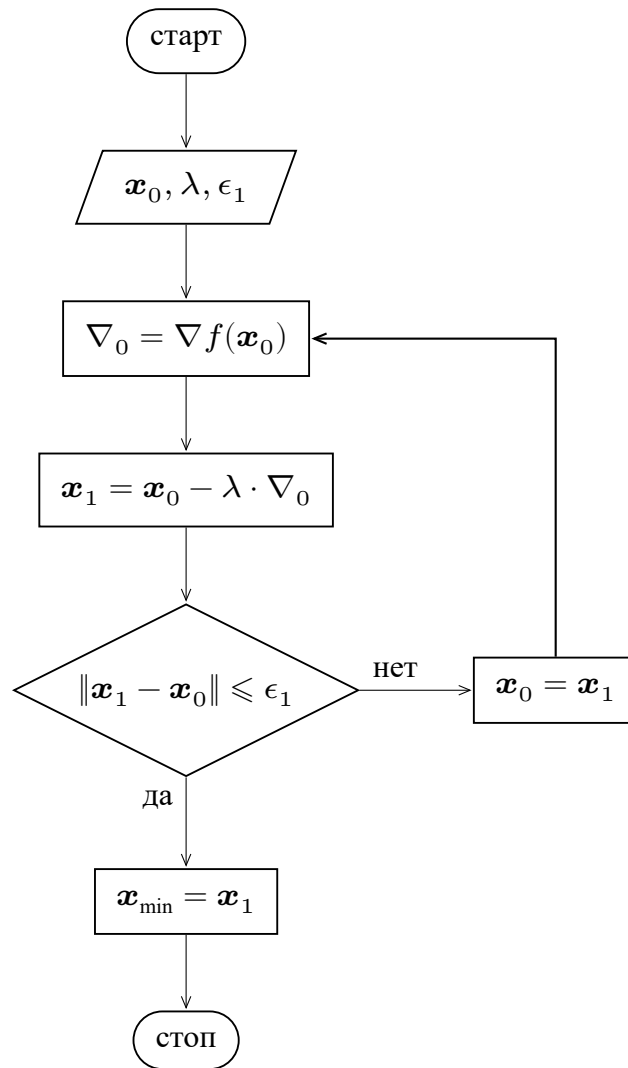 старт
x₀, λ, ϵ₁
∇₀ = ∇f(x₀)
x₁ = x₀ − λ · ∇₀
‖x₁ − x₀‖ ⩽ ϵ₁
нет
x₀ = x₁
да
x_min = x₁
стоп